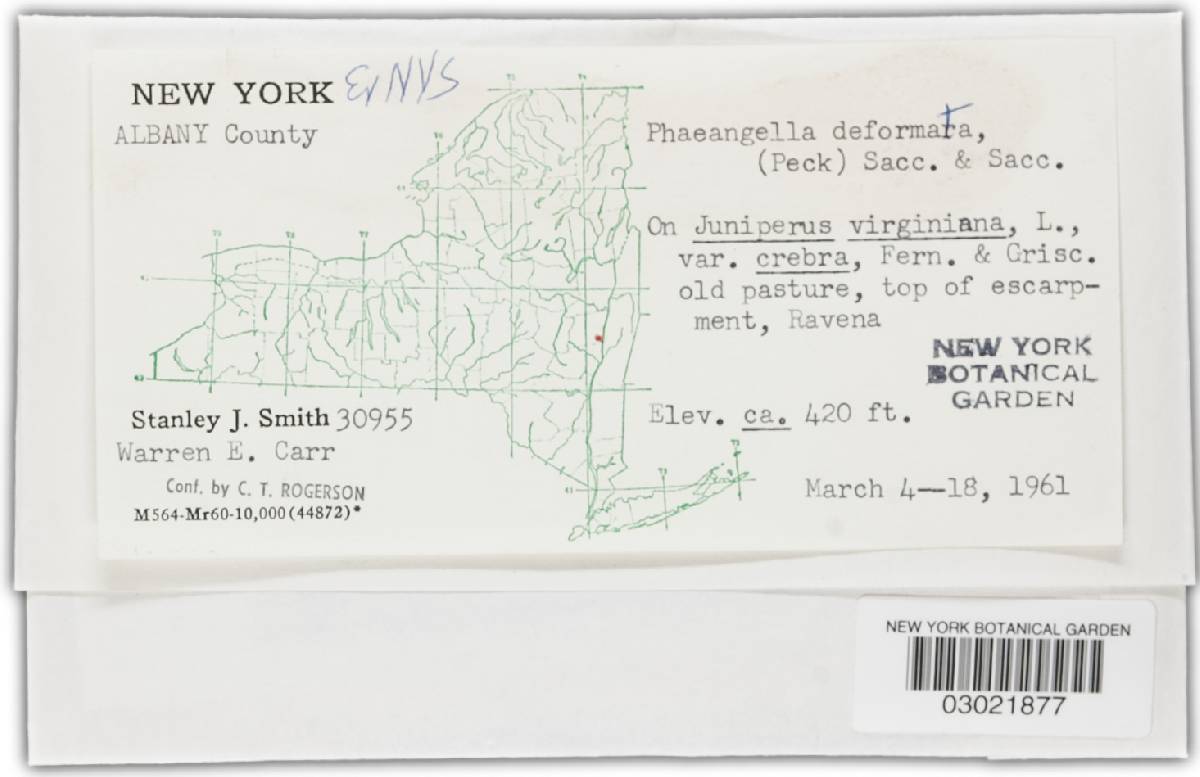 NEW YORK Ex NYS
ALBANY County
Phaeangella deformata,
(Peck) Sacc. & Sacc.
On Juniperus virginiana, L.,
var. crebra, Fern. & Grisc.
old pasture, top of escarp-
ment, Ravena
NEW YORK
BOTANICAL
GARDEN
Elev. ca. 420 ft.
March 4—18, 1961
Stanley J. Smith 30955
Warren E. Carr
Conf. by C. T. ROGERSON
M564-Mr60-10,000(44872)*
NEW YORK BOTANICAL GARDEN
03021877